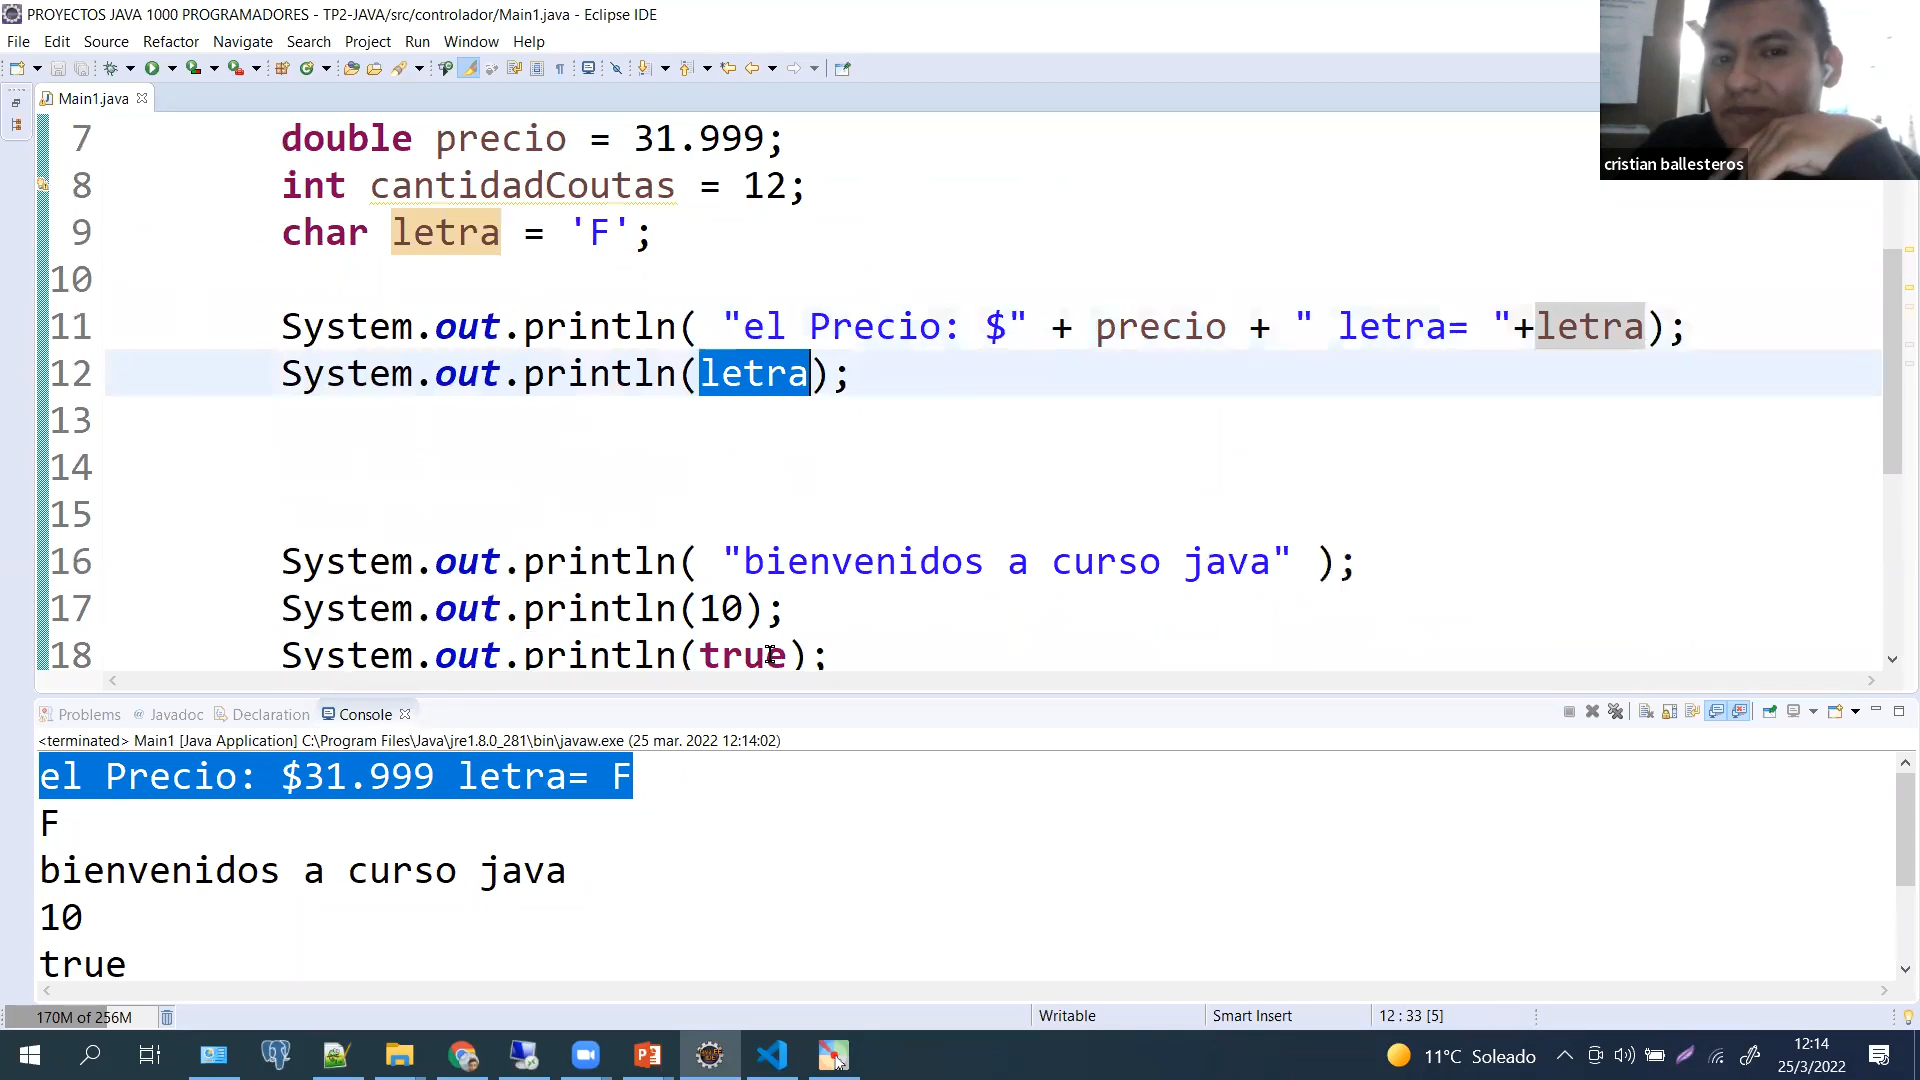 PROYECTOS JAVA 1000 PROGRAMADORES - TP2-JAVA/src/controlador/Main1.java - Eclipse IDE
File Edit Source Refactor Navigate Search Project Run Window Help
cristian ballesteros
Main1.java
7 double precio = 31.999;
8 int cantidadCoutas = 12;
9 char letra = 'F';
10
11 System.out.println( "el Precio: $" + precio + " letra= "+letra);
12 System.out.println(letra);
13
14
15
16 System.out.println( "bienvenidos a curso java" );
17 System.out.println(10);
18 System.out.println(true);
Problems @ Javadoc Declaration Console
<terminated> Main1 [Java Application] C:\Program Files\Java\jre1.8.0_281\bin\javaw.exe (25 mar. 2022 12:14:02)
el Precio: $31.999 letra= F
F
bienvenidos a curso java
10
true
170M of 256M Writable Smart Insert 12 : 33 [5]
11°C Soleado 12:14
25/3/2022